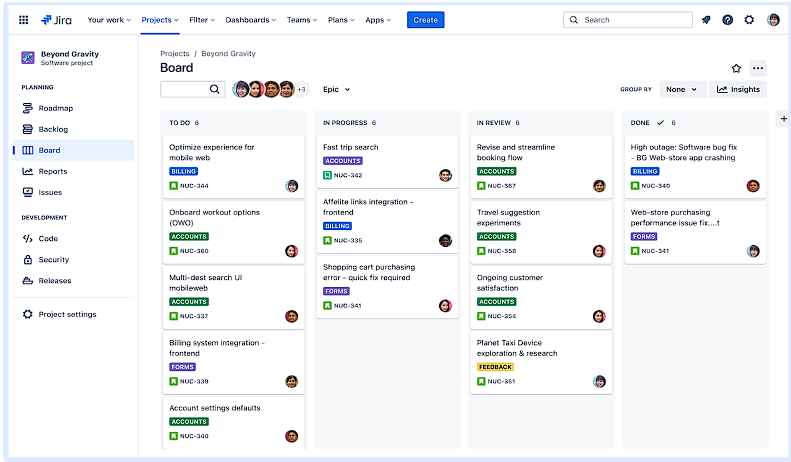 Jira
Your work
Projects
Filter
Dashboards
Teams
Plans
Apps
Create
Search
Beyond Gravity
Software project
PLANNING
Roadmap
Backlog
Board
Reports
Issues
DEVELOPMENT
Code
Security
Releases
Project settings
Projects / Beyond Gravity
Board
+3
Epic
GROUP BY
None
Insights
TO DO 6
Optimize experience for
mobile web
BILLING
NUC-344
Onboard workout options
(OWO)
ACCOUNTS
NUC-360
Multi-dest search UI
mobileweb
ACCOUNTS
NUC-337
Billing system integration -
frontend
FORMS
NUC-339
Account settings defaults
ACCOUNTS
NUC-340
IN PROGRESS 6
Fast trip search
ACCOUNTS
NUC-342
Affelite links integration -
frontend
BILLING
NUC-335
Shopping cart purchasing
error - quick fix required
FORMS
NUC-341
IN REVIEW 6
Revise and streamline
booking flow
ACCOUNTS
NUC-367
Travel suggestion
experiments
ACCOUNTS
NUC-358
Ongoing customer
satisfaction
ACCOUNTS
NUC-354
Planet Taxi Device
exploration & research
FEEDBACK
NUC-351
DONE 6
High outage: Software bug fix
- BG Web-store app crashing
BILLING
NUC-340
Web-store purchasing
performance issue fix....t
FORMS
NUC-341